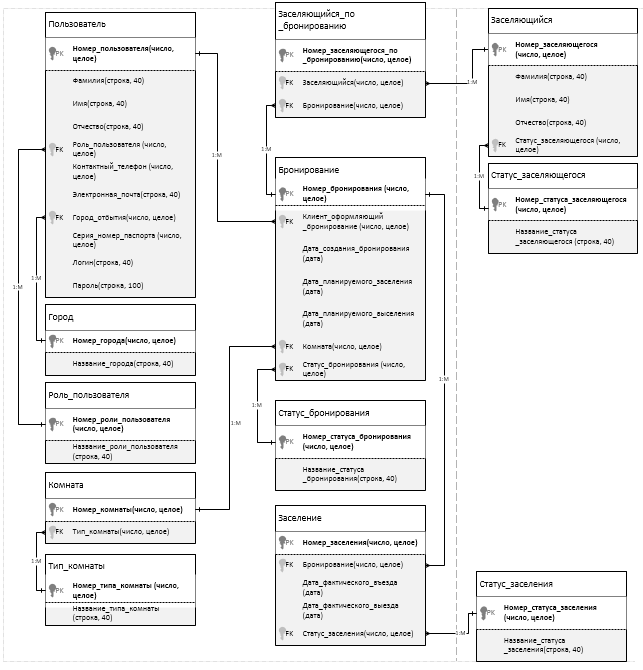 Пользователь
PK Номер_пользователя(число,
целое)
Фамилия(строка, 40)
Имя(строка, 40)
Отчество(строка, 40)
FK Роль_пользователя (число,
целое)
Контактный_телефон (число,
целое)
Электронная_почта(строка, 40)
FK Город_отбытия(число, целое)
Серия_номер_паспорта (число,
целое)
Логин(строка, 40)
Пароль(строка, 100)
Город
PK Номер_города(число, целое)
Название_города(строка, 40)
Роль_пользователя
PK Номер_роли_пользователя
(число, целое)
Название_роли_пользователя
(строка, 40)
Комната
PK Номер_комнаты(число, целое)
FK Тип_комнаты(число, целое)
Тип_комнаты
PK Номер_типа_комнаты (число,
целое)
Название_типа_комнаты
(строка, 40)
1:M
1:M
1:M
1:M
1:M
Заселяющийся_по
_бронированию
PK Номер_заселяющегося_по
_бронированию(число, целое)
FK Заселяющийся(число, целое)
FK Бронирование(число, целое)
Бронирование
PK Номер_бронирования (число,
целое)
FK Клиент_оформляющий
_бронирование (число, целое)
Дата_создания_бронирования
(дата)
Дата_планируемого_заселения
(дата)
Дата_планируемого_выселения
(дата)
FK Комната(число, целое)
FK Статус_бронирования (число,
целое)
Статус_бронирования
PK Номер_статуса_бронирования
(число, целое)
Название_статуса
_бронирования(строка, 40)
Заселение
PK Номер_заселения(число, целое)
FK Бронирование(число, целое)
Дата_фактического_въезда
(дата)
Дата_фактического_выезда
(дата)
FK Статус_заселения(число, целое)
1:M
1:M
1:M
1:M
1:M
1:M
Заселяющийся
PK Номер_заселяющегося
(число, целое)
Фамилия(строка, 40)
Имя(строка, 40)
Отчество(строка, 40)
FK Статус_заселяющегося (число,
целое)
Статус_заселяющегося
PK Номер_статуса_заселяющегося
(число, целое)
Название_статуса
_заселяющегося (строка, 40)
Статус_заселения
PK Номер_статуса_заселения
(число, целое)
Название_статуса
_заселения(строка, 40)